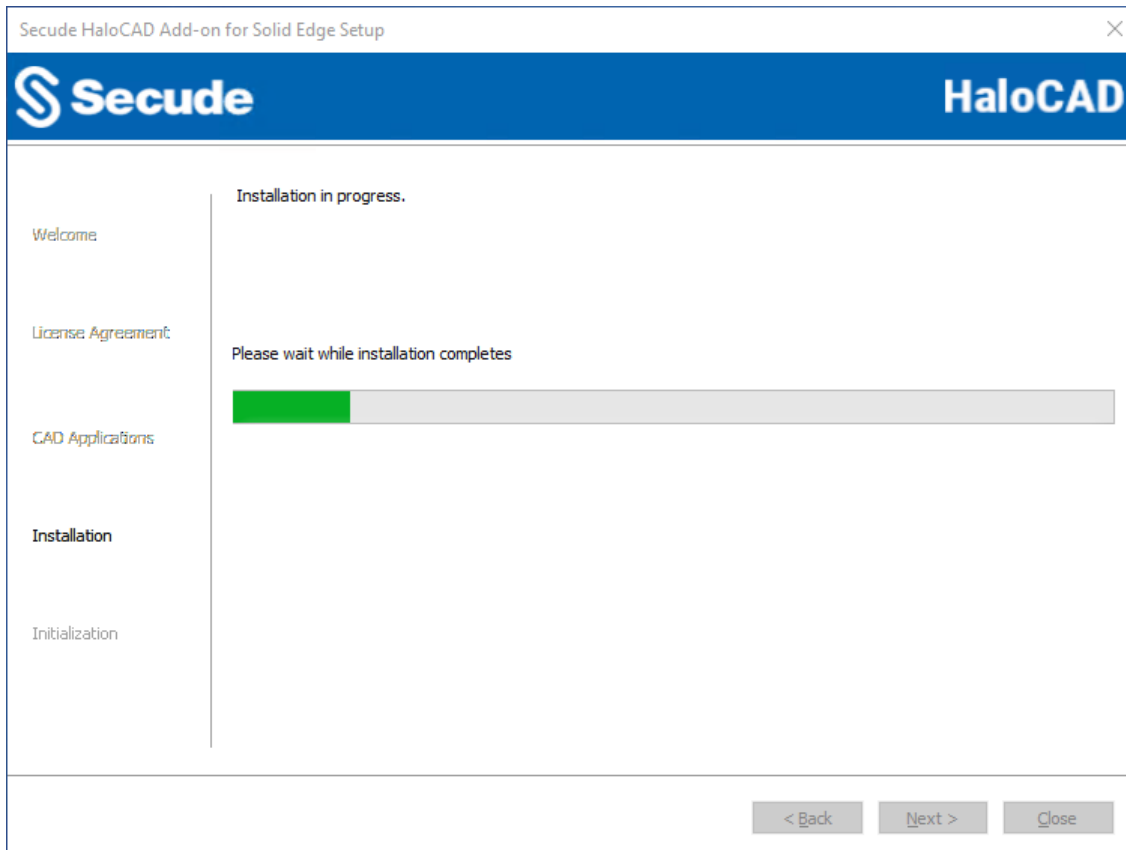 Secude HaloCAD Add-on for Solid Edge Setup
Secude
HaloCAD
Welcome
License Agreement
CAD Applications
Installation
Initialization
Installation in progress.
Please wait while installation completes
< Back
Next >
Close